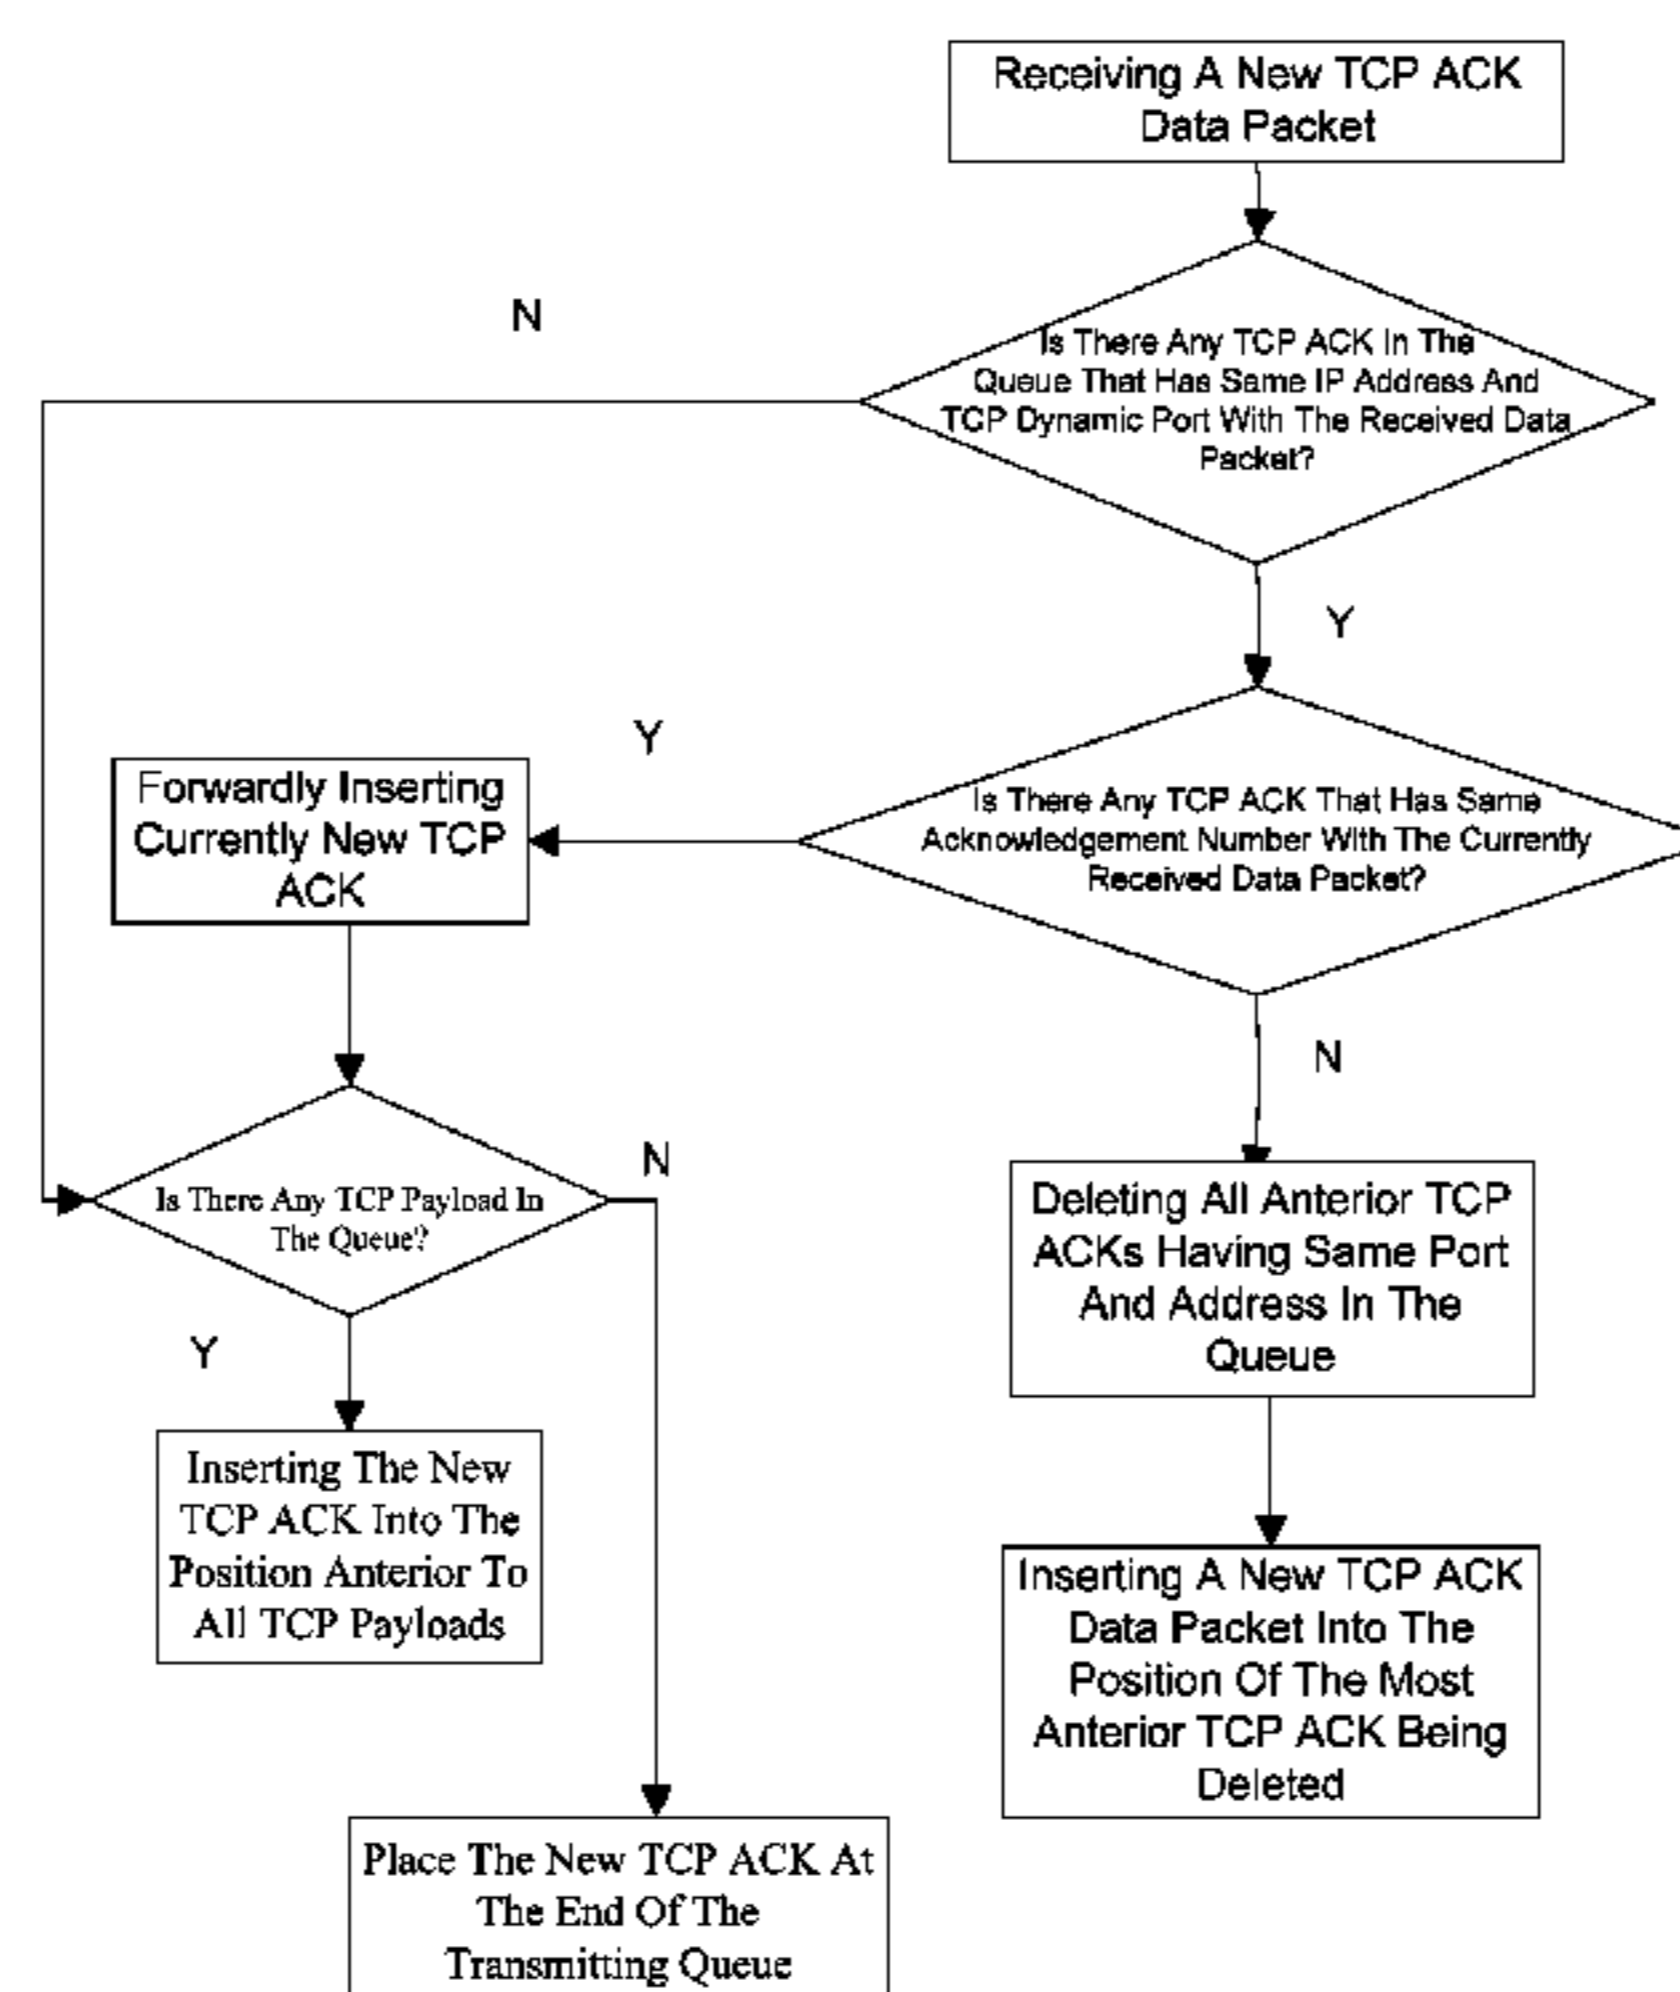 Receiving A New TCP ACK
Data Packet
N
Is There Any TCP ACK In The
Queue That Has Same IP Address And
TCP Dynamic Port With The Received Data
Packet?
Y
Y
Forwardly Inserting
Currently New TCP
ACK
Is There Any TCP ACK That Has Same
Acknowledgement Number With The Currently
Received Data Packet?
N
N
Is There Any TCP Payload In
The Queue?
Deleting All Anterior TCP
ACKs Having Same Port
And Address In The
Queue
Y
Inserting The New
TCP ACK Into The
Position Anterior To
All TCP Payloads
Inserting A New TCP ACK
Data Packet Into The
Position Of The Most
Anterior TCP ACK Being
Deleted
Place The New TCP ACK At
The End Of The
Transmitting Queue